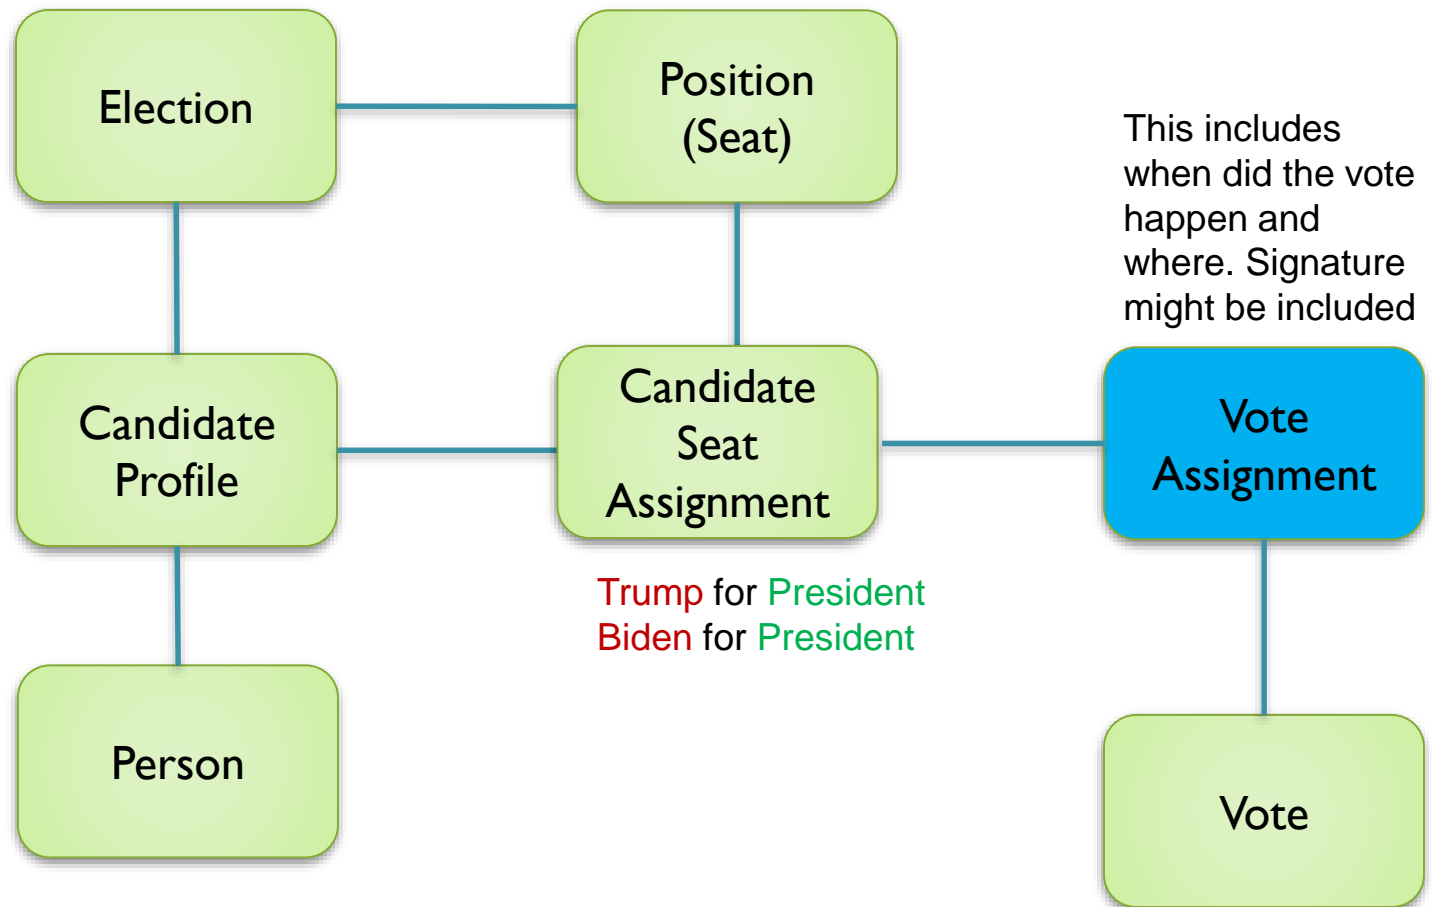 Election
Position
(Seat)
This includes
when did the vote
happen and
where. Signature
might be included
Candidate
Profile
Candidate
Seat
Assignment
Vote
Assignment
Trump for President
Biden for President
Person
Vote